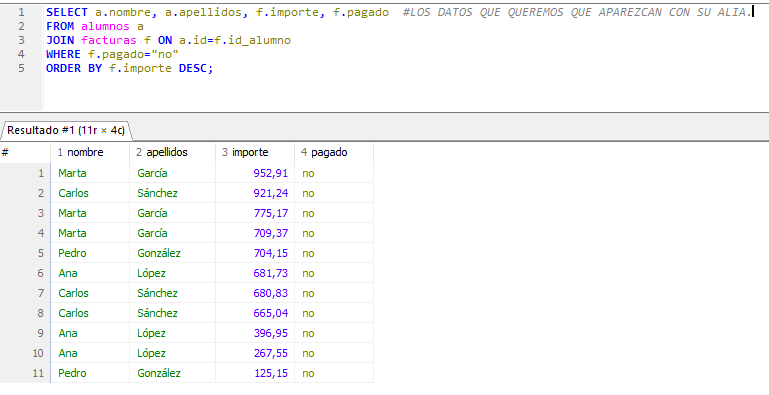 1 SELECT a.nombre, a.apellidos, f.importe, f.pagado #LOS DATOS QUE QUEREMOS QUE APAREZCAN CON SU ALIA.
2 FROM alumnos a
3 JOIN facturas f ON a.id=f.id_alumno
4 WHERE f.pagado="no"
5 ORDER BY f.importe DESC;
Resultado #1 (11r × 4c)
# 1 nombre 2 apellidos 3 importe 4 pagado
1 Marta García 952,91 no
2 Carlos Sánchez 921,24 no
3 Marta García 775,17 no
4 Marta García 709,37 no
5 Pedro González 704,15 no
6 Ana López 681,73 no
7 Carlos Sánchez 680,83 no
8 Carlos Sánchez 665,04 no
9 Ana López 396,95 no
10 Ana López 267,55 no
11 Pedro González 125,15 no